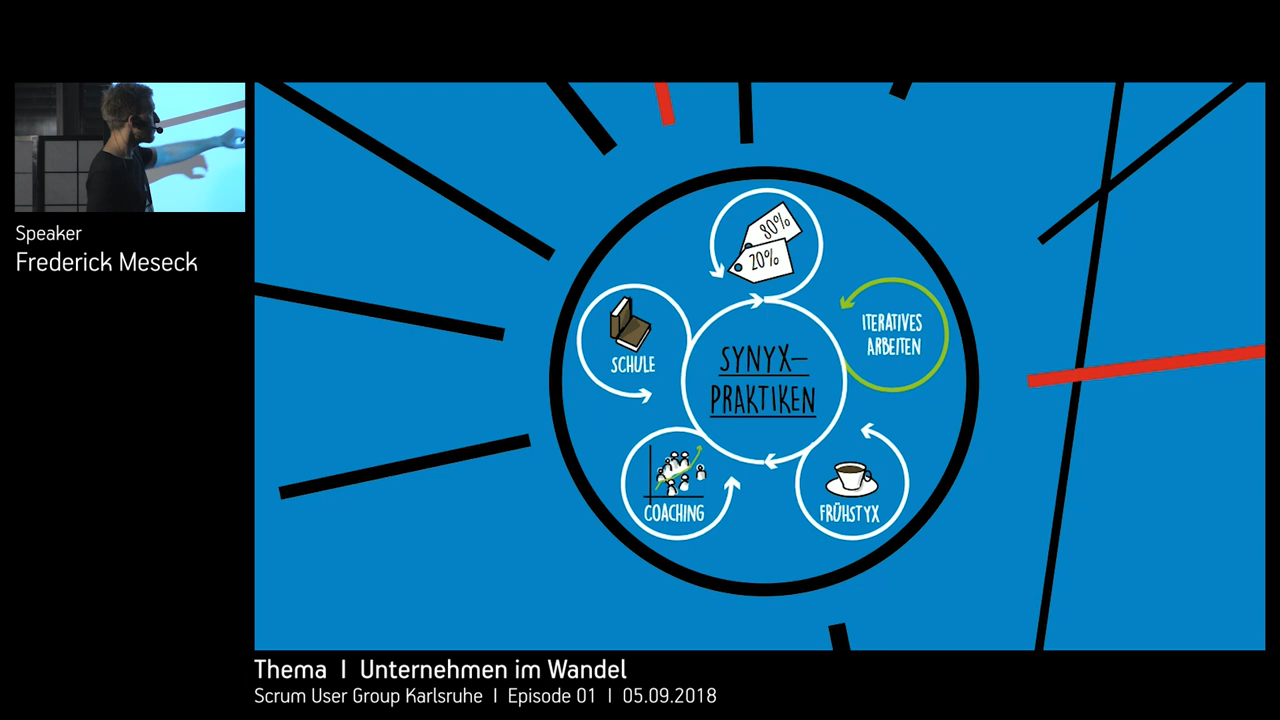 Speaker
Frederick Meseck
80%
20%
ITERATIVES
ARBEITEN
SCHULE
SYNYX-
PRAKTIKEN
COACHING
FRÜHSTYX
Thema | Unternehmen im Wandel
Scrum User Group Karlsruhe | Episode 01 | 05.09.2018